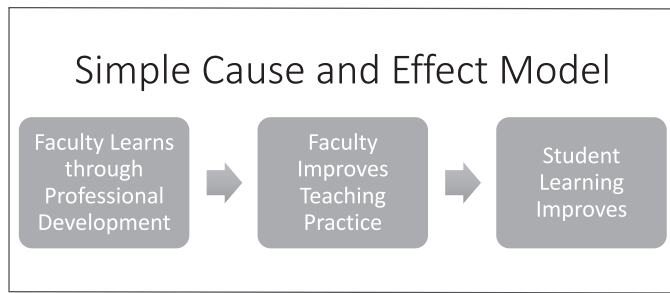 Simple Cause and Effect Model
Faculty Learns
through
Professional
Development
Faculty
Improves
Teaching
Practice
Student
Learning
Improves